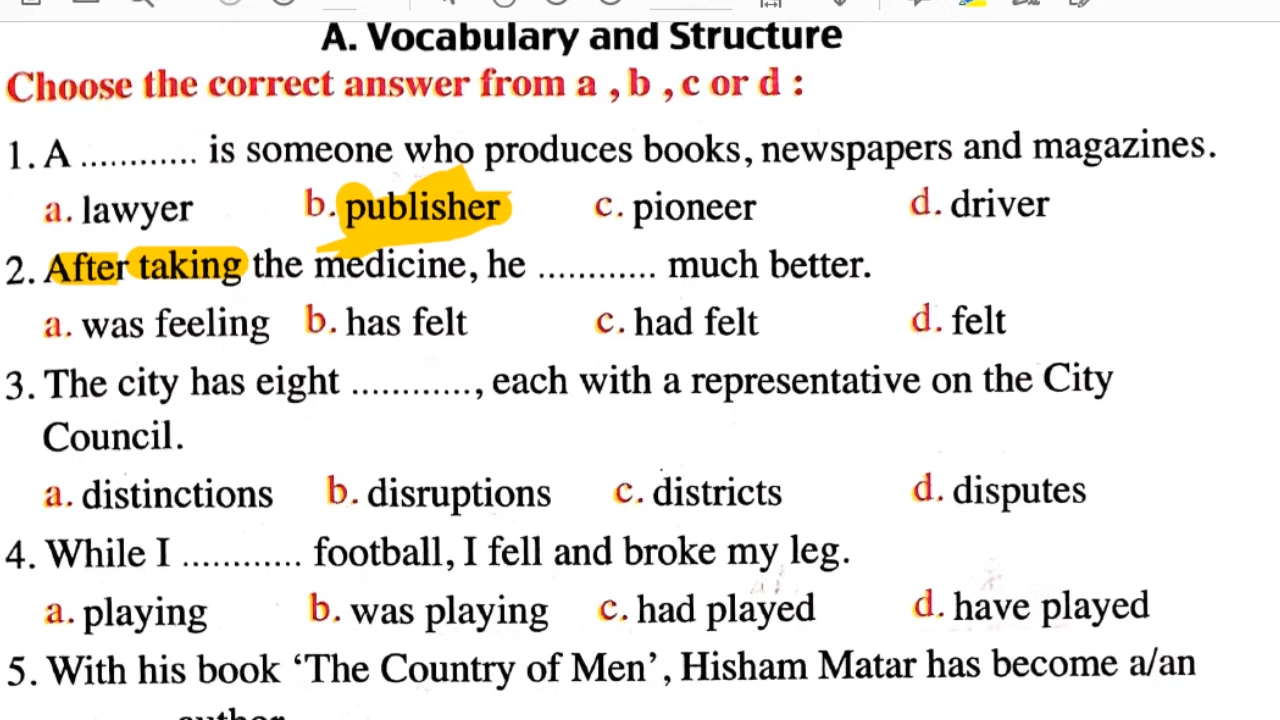 A. Vocabulary and Structure
Choose the correct answer from a , b , c or d :
1. A ............ is someone who produces books, newspapers and magazines.
a. lawyer b. publisher c. pioneer d. driver
2. After taking the medicine, he ............ much better.
a. was feeling b. has felt c. had felt d. felt
3. The city has eight ............, each with a representative on the City
Council.
a. distinctions b. disruptions c. districts d. disputes
4. While I ............ football, I fell and broke my leg.
a. playing b. was playing c. had played d. have played
5. With his book ‘The Country of Men’, Hisham Matar has become a/an
author